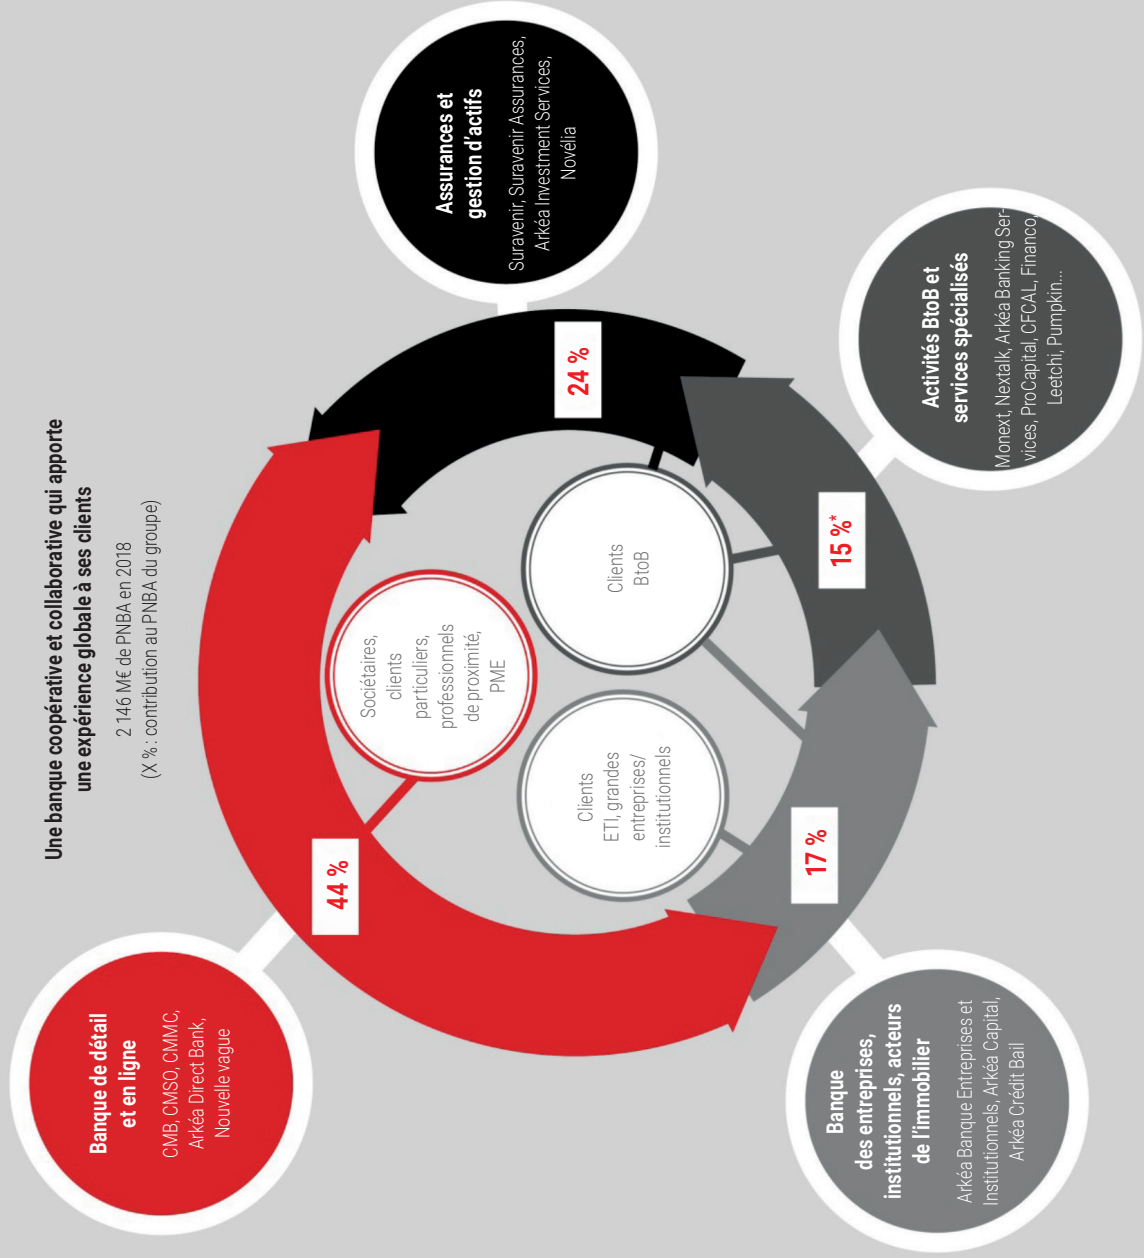 Une banque coopérative et collaborative qui apporte
une expérience globale à ses clients
2 146 M€ de PNBA en 2018
(X % : contribution au PNBA du groupe)
Banque de détail
et en ligne
CMB, CMSO, CMMC,
Arkéa Direct Bank,
Nouvelle vague
44 %
Sociétaires,
clients
particuliers,
professionnels
de proximité,
PME
Assurances et
gestion d'actifs
Suravenir, Suravenir Assurances,
Arkéa Investment Services,
Novélia
24 %
Clients
ETI, grandes
entreprises/
institutionnels
Clients
BtoB
17 %
15 %*
Banque
des entreprises,
institutionnels, acteurs
de l'immobilier
Arkéa Banque Entreprises et
Institutionnels, Arkéa Capital,
Arkéa Crédit Bail
Activités BtoB et
services spécialisés
Monext, Nextalk, Arkéa Banking Ser-
vices, ProCapital, CFCAL, Financo,
Leetchi, Pumpkin...